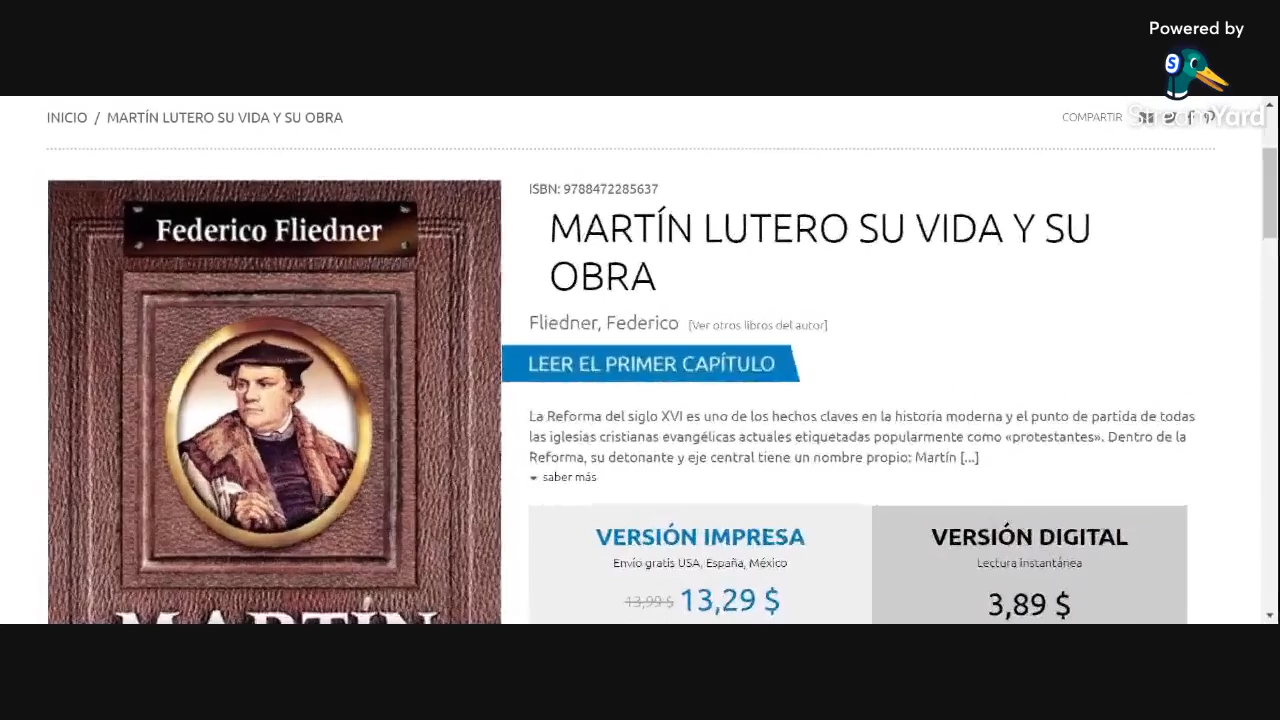 Powered by
StreamYard
INICIO / MARTÍN LUTERO SU VIDA Y SU OBRA
COMPARTIR
Federico Fliedner
MARTÍN
ISBN: 9788472285637
MARTÍN LUTERO SU VIDA Y SU
OBRA
Fliedner, Federico [Ver otros libros del autor]
LEER EL PRIMER CAPÍTULO
La Reforma del siglo XVI es uno de los hechos claves en la historia moderna y el punto de partida de todas
las iglesias cristianas evangélicas actuales etiquetadas popularmente como «protestantes». Dentro de la
Reforma, su detonante y eje central tiene un nombre propio: Martín [...]
saber más
VERSIÓN IMPRESA
Envío gratis USA, España, México
13,99 $ 13,29 $
VERSIÓN DIGITAL
Lectura instantánea
3,89 $